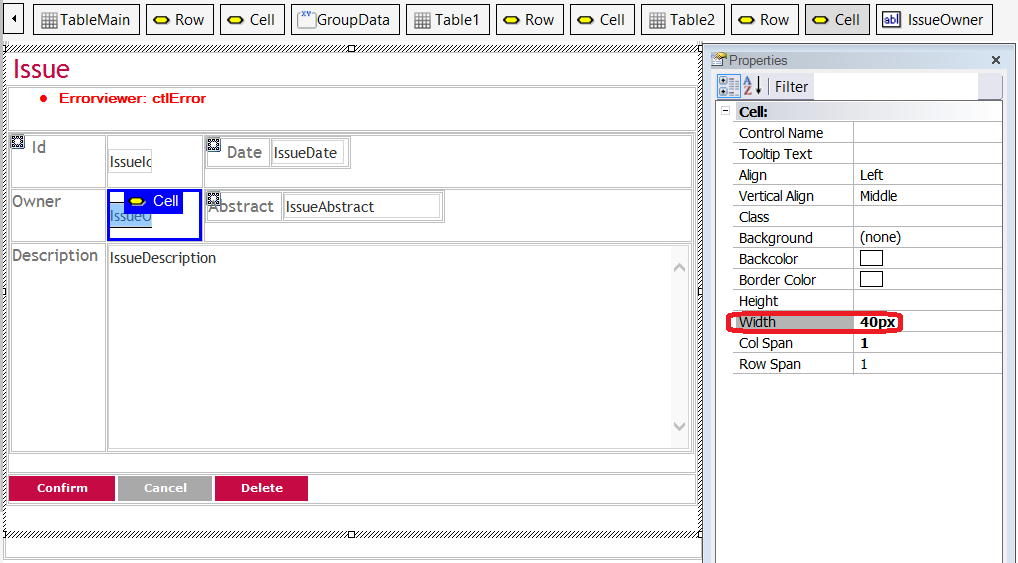 TableMain Row Cell GroupData Table1 Row Cell Table2 Row Cell abl IssueOwner
Issue
Errorviewer: ctlError
Id IssueIc Date IssueDate
Owner IssueO Cell Abstract IssueAbstract
Description IssueDescription
Confirm Cancel Delete
Properties
Filter
Cell:
Control Name
Tooltip Text
Align Left
Vertical Align Middle
Class
Background (none)
Backcolor
Border Color
Height
Width 40px
Col Span 1
Row Span 1